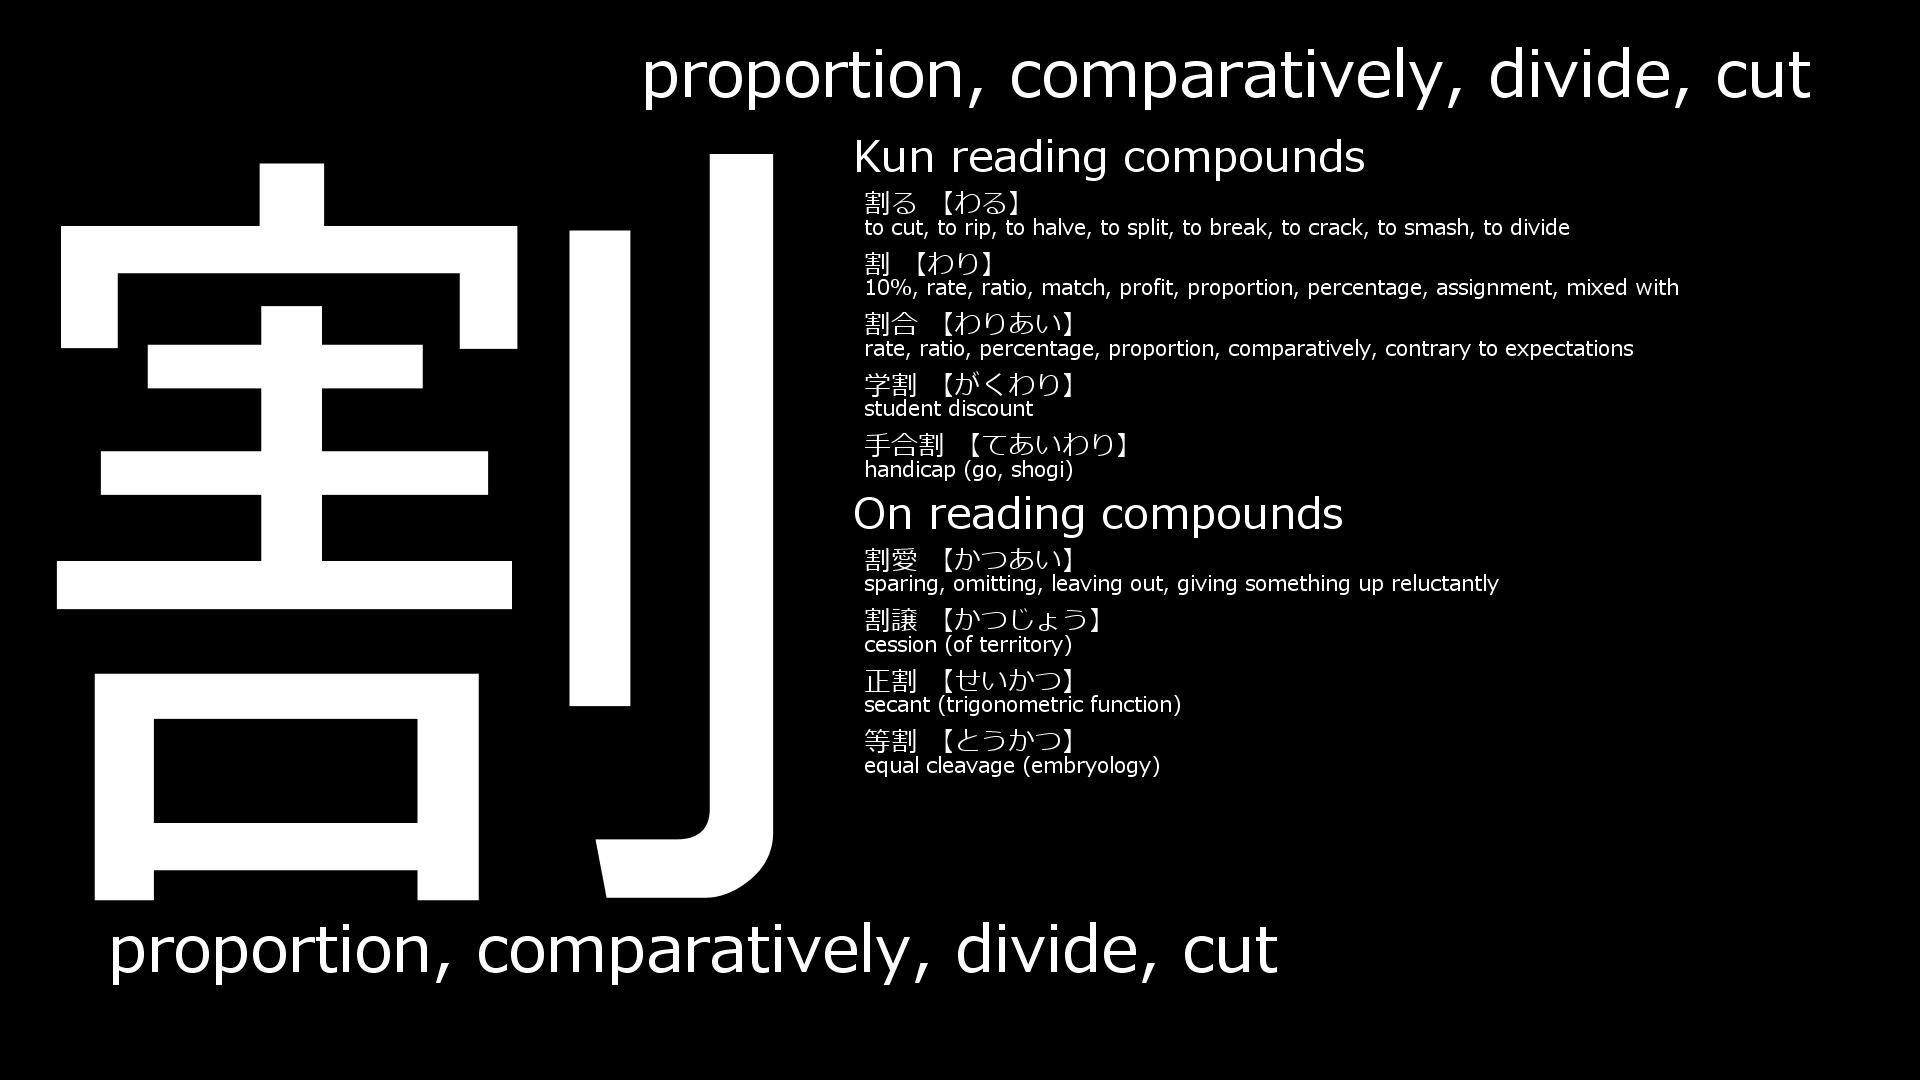 proportion, comparatively, divide, cut
割
Kun reading compounds
割る 【わる】
to cut, to rip, to halve, to split, to break, to crack, to smash, to divide
割 【わり】
10%, rate, ratio, match, profit, proportion, percentage, assignment, mixed with
割合 【わりあい】
rate, ratio, percentage, proportion, comparatively, contrary to expectations
学割 【がくわり】
student discount
手合割 【てあいわり】
handicap (go, shogi)
On reading compounds
割愛 【かつあい】
sparing, omitting, leaving out, giving something up reluctantly
割譲 【かつじょう】
cession (of territory)
正割 【せいかつ】
secant (trigonometric function)
等割 【とうかつ】
equal cleavage (embryology)
proportion, comparatively, divide, cut